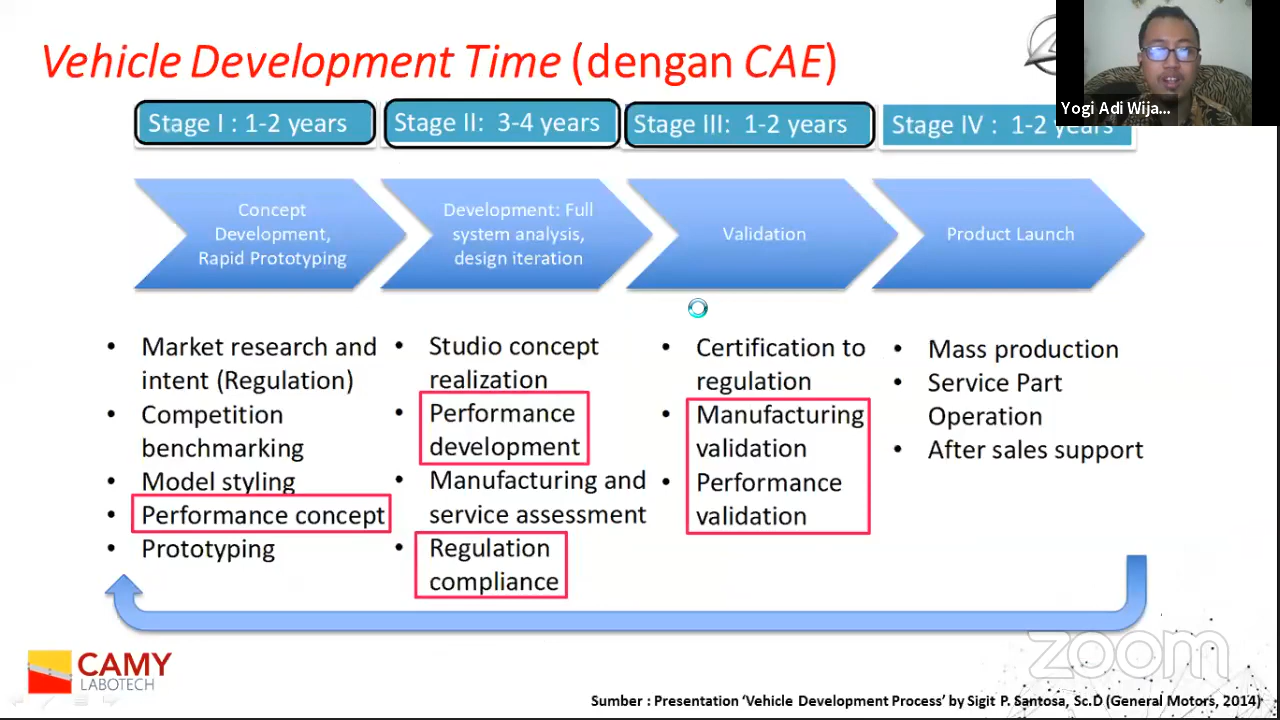 Vehicle Development Time (dengan CAE)
Yogi Adi Wija...
Stage I : 1-2 years
Stage II: 3-4 years
Stage III: 1-2 years
Stage IV : 1-2 years
Concept
Development,
Rapid Prototyping
Development: Full
system analysis,
design iteration
Validation
Product Launch
• Market research and
intent (Regulation)
• Competition
benchmarking
• Model styling
• Performance concept
• Prototyping
• Studio concept
realization
• Performance
development
• Manufacturing and
service assessment
• Regulation
compliance
• Certification to
regulation
• Manufacturing
validation
• Performance
validation
• Mass production
• Service Part
Operation
• After sales support
CAMY
LABOTECH
zoom
Sumber : Presentation ‘Vehicle Development Process’ by Sigit P. Santosa, Sc.D (General Motors, 2014)